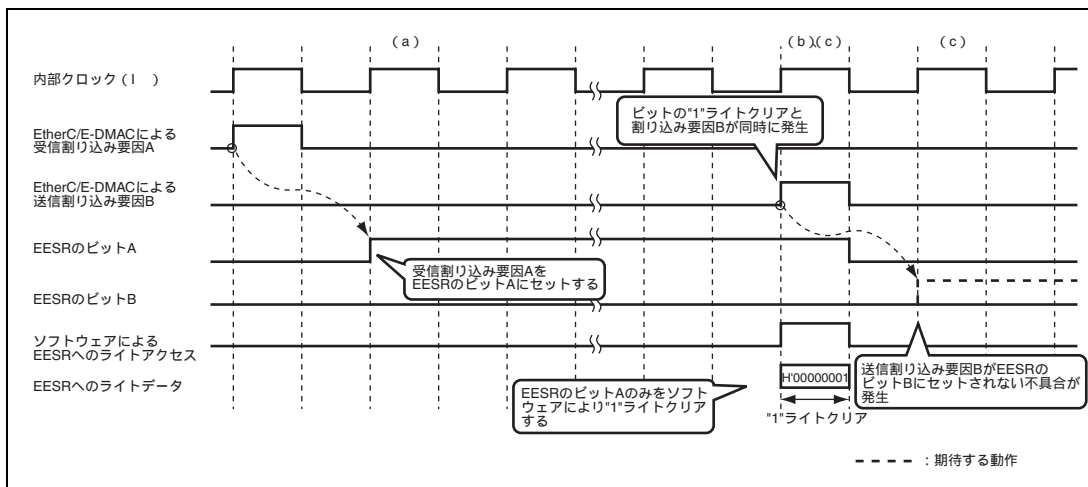 (a)
(b)(c)
(c)
内部クロック(I )
EtherC/E-DMACによる
受信割り込み要因A
ビットの"1"ライトクリアと
割り込み要因Bが同時に発生
EtherC/E-DMACによる
送信割り込み要因B
EESRのビットA
受信割り込み要因Aを
EESRのビットAにセットする
EESRのビットB
ソフトウェアによる
EESRへのライトアクセス
EESRへのライトデータ
H'00000001
EESRのビットAのみをソフト
ウェアにより"1"ライトクリア
する
"1"ライトクリア
送信割り込み要因BがEESRの
ビットBにセットされない不具合が
発生
:期待する動作